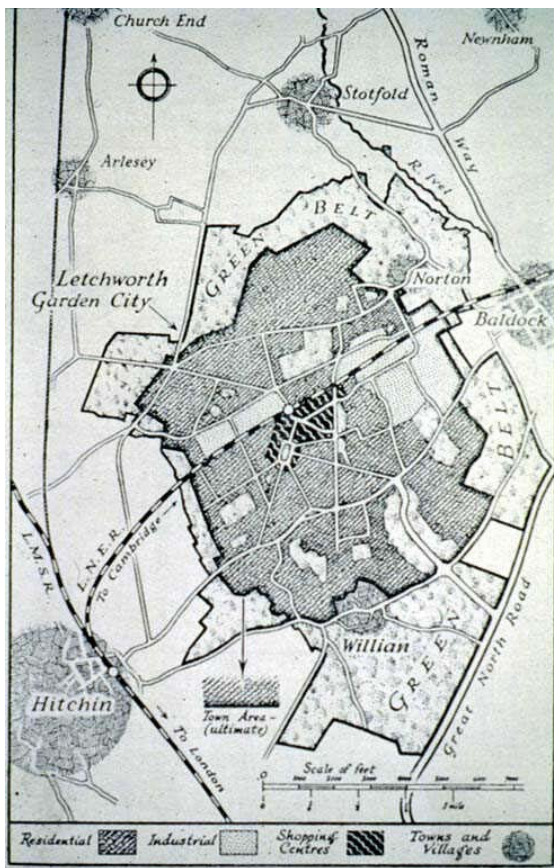 Church End
Newnham
Stotfold
Roman
Way
Arlesey
R. Ivel
GREEN
BELT
Letchworth
Garden City
Norton
Baldock
BELT
L.N.E.R.
To Cambridge
L.M.S.R.
Willian
GREEN
Great North Road
Hitchin
To London
Town Area -
(ultimate)
Scale of feet
1 mile
Residential
Industrial
Shopping
Centres
Towns and
Villages